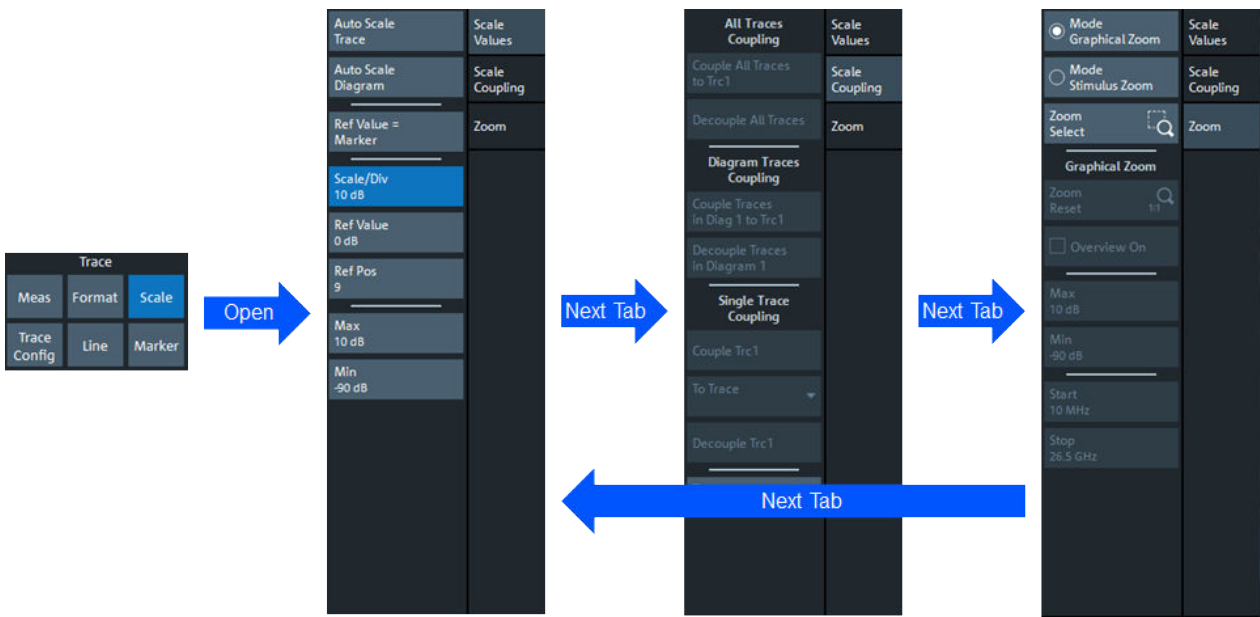 Trace
Meas
Format
Scale
Trace
Config
Line
Marker
Open
Auto Scale
Trace
Auto Scale
Diagram
Ref Value =
Marker
Scale/Div
10 dB
Ref Value
0 dB
Ref Pos
9
Max
10 dB
Min
-90 dB
Scale
Values
Scale
Coupling
Zoom
Next Tab
All Traces
Coupling
Couple All Traces
to Trc1
Decouple All Traces
Diagram Traces
Coupling
Couple Traces
in Diag 1 to Trc1
Decouple Traces
in Diagram 1
Single Trace
Coupling
Couple Trc1
To Trace
Decouple Trc1
Scale
Values
Scale
Coupling
Zoom
Next Tab
Mode
Graphical Zoom
Mode
Stimulus Zoom
Zoom
Select
Graphical Zoom
Zoom
Reset
1:1
Overview On
Max
10 dB
Min
-90 dB
Start
10 MHz
Stop
26.5 GHz
Scale
Values
Scale
Coupling
Zoom
Next Tab